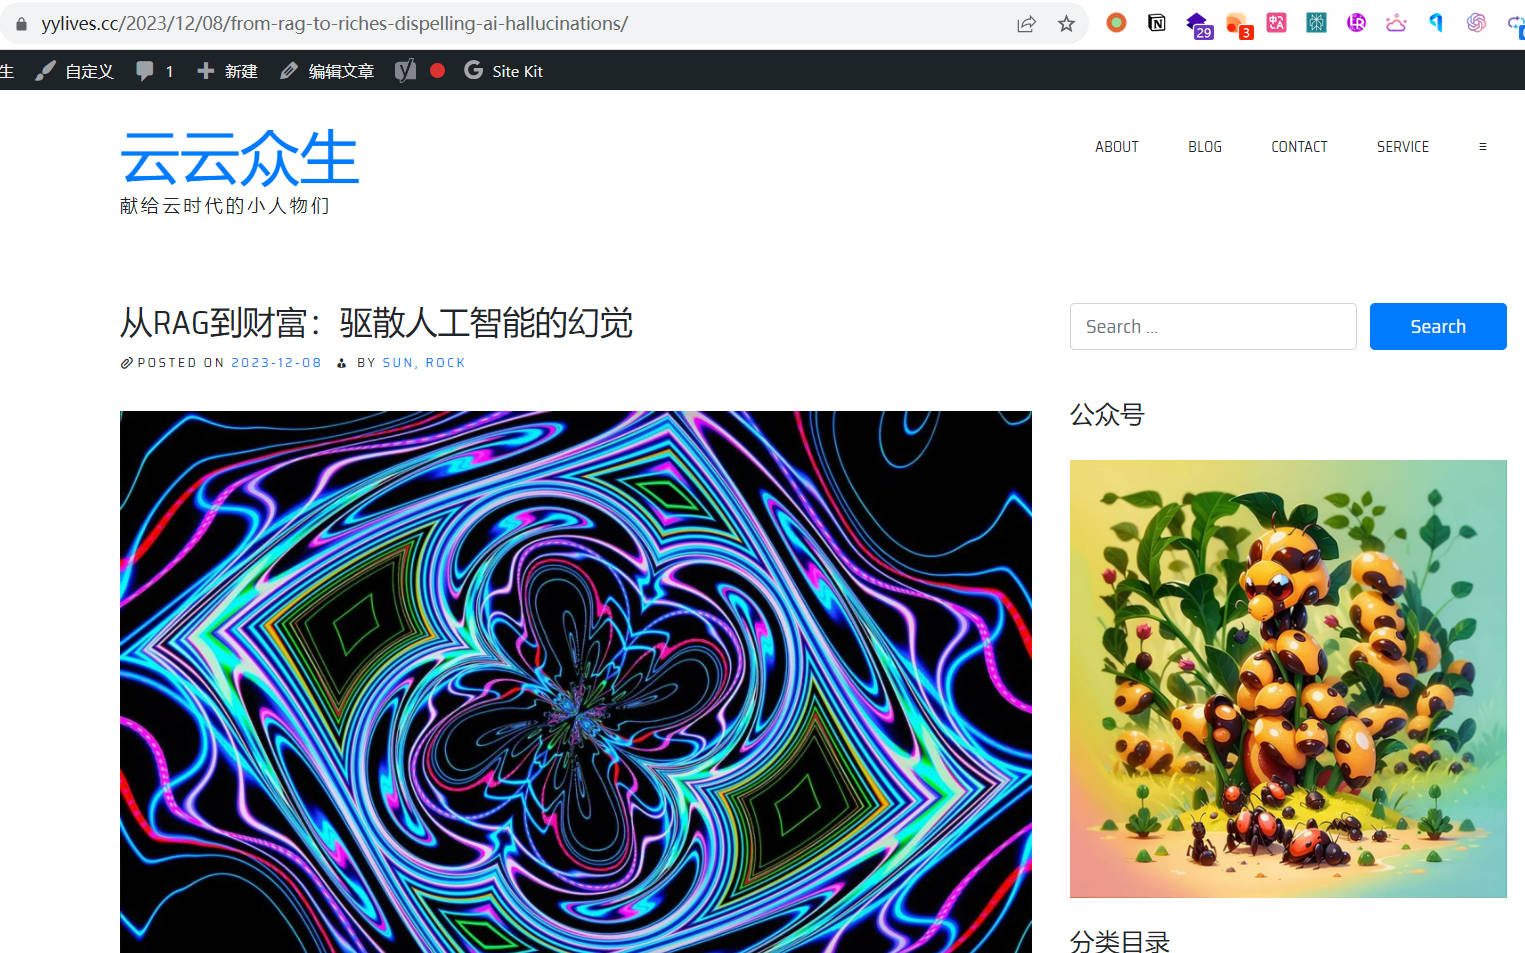 yylives.cc/2023/12/08/from-rag-to-riches-dispelling-ai-hallucinations/
29
3
生 自定义 1 新建 编辑文章 Site Kit
云云众生
献给云时代的小人物们
ABOUT BLOG CONTACT SERVICE ☰
从RAG到财富：驱散人工智能的幻觉
POSTED ON 2023-12-08 BY SUN, ROCK
Search ...
Search
公众号
分类目录